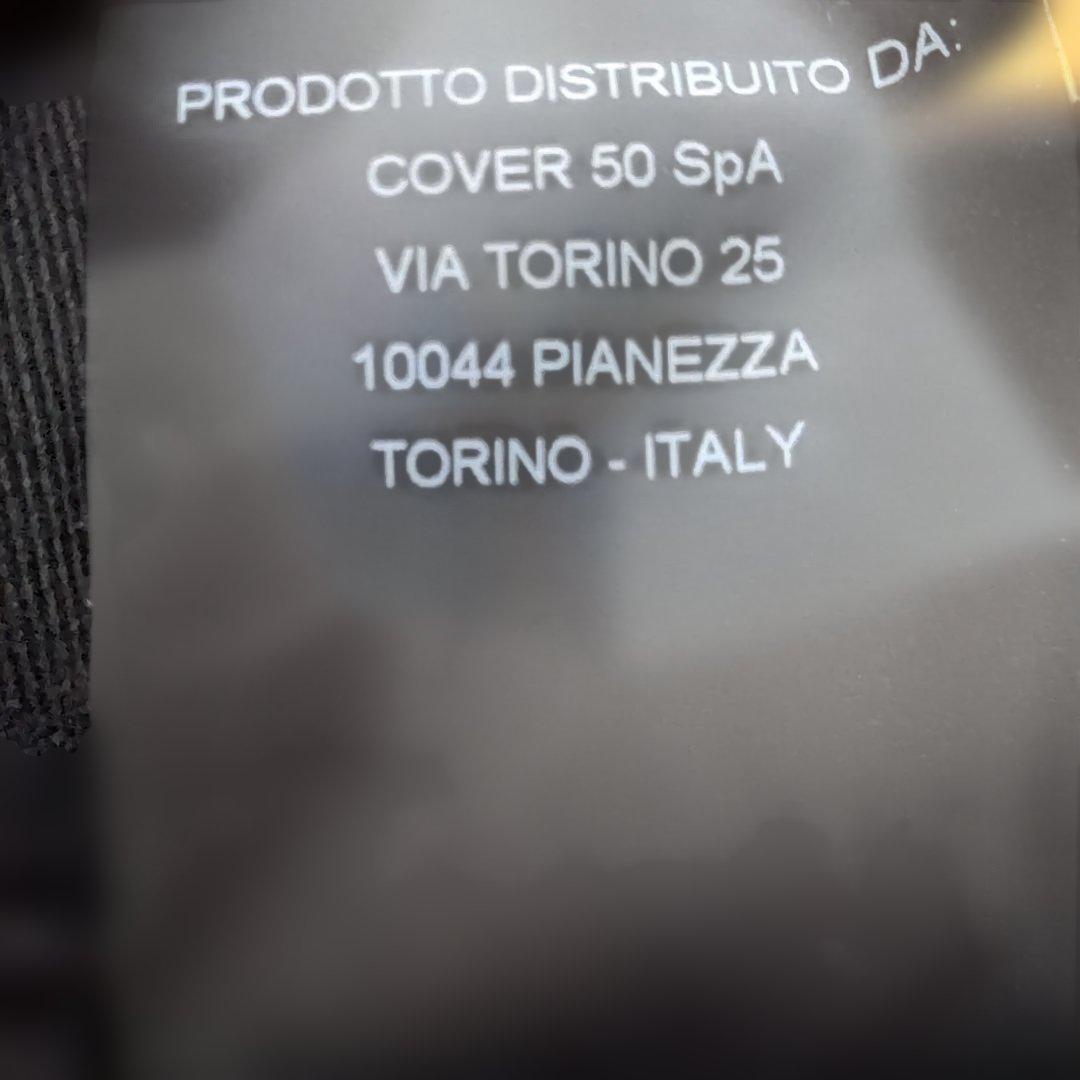 PRODOTTO DISTRIBUITO DA:
COVER 50 SpA
VIA TORINO 25
10044 PIANEZZA
TORINO - ITALY